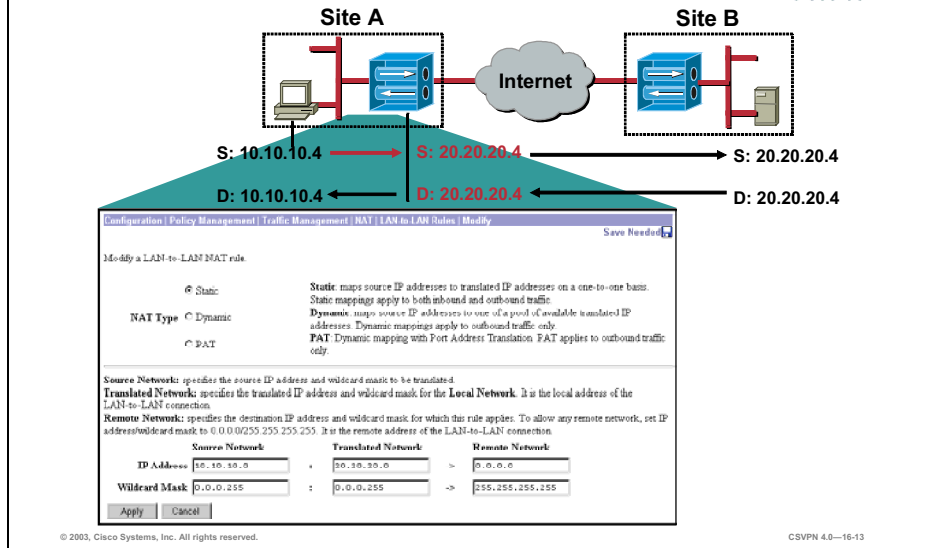 Site A
Site B
Internet
S: 10.10.10.4
S: 20.20.20.4
S: 20.20.20.4
D: 10.10.10.4
D: 20.20.20.4
D: 20.20.20.4
Configuration | Policy Management | Traffic Management | NAT | LAN-to-LAN Rules | Modify
Save Needed
Modify a LAN-to-LAN NAT rule.
Static
Static: maps source IP addresses to translated IP addresses on a one-to-one basis.
Static mappings apply to both inbound and outbound traffic.
NAT Type
Dynamic
Dynamic: maps source IP addresses to one of a pool of available translated IP
addresses. Dynamic mappings apply to outbound traffic only.
PAT
PAT: Dynamic mapping with Port Address Translation. PAT applies to outbound traffic
only.
Source Network: specifies the source IP address and wildcard mask to be translated.
Translated Network: specifies the translated IP address and wildcard mask for the Local Network. It is the local address of the
LAN-to-LAN connection.
Remote Network: specifies the destination IP address and wildcard mask for which this rule applies. To allow any remote network, set IP
address/wildcard mask to 0.0.0.0/255.255.255.255. It is the remote address of the LAN-to-LAN connection.
Source Network Translated Network Remote Network
IP Address 10.10.10.0 : 20.20.20.0 -> 0.0.0.0
Wildcard Mask 0.0.0.255 : 0.0.0.255 -> 255.255.255.255
Apply Cancel
© 2003, Cisco Systems, Inc. All rights reserved.
CSVPN 4.0—16-13